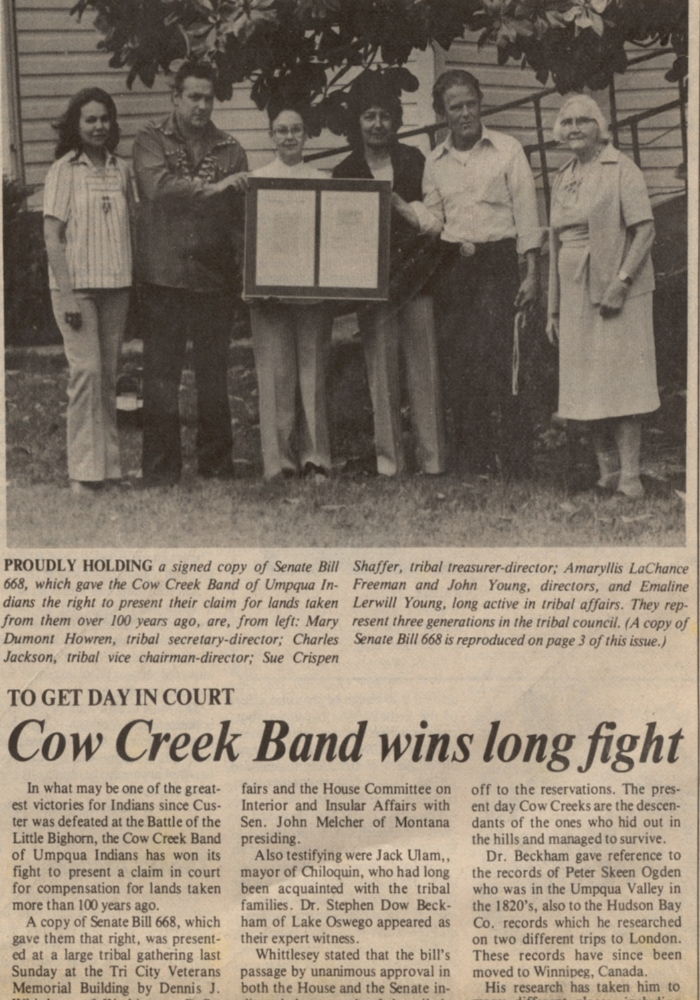 PROUDLY HOLDING a signed copy of Senate Bill
668, which gave the Cow Creek Band of Umpqua In-
dians the right to present their claim for lands taken
from them over 100 years ago, are, from left: Mary
Dumont Howren, tribal secretary-director; Charles
Jackson, tribal vice chairman-director; Sue Crispen
Shaffer, tribal treasurer-director; Amaryllis LaChance
Freeman and John Young, directors, and Emaline
Lerwill Young, long active in tribal affairs. They rep-
resent three generations in the tribal council. (A copy of
Senate Bill 668 is reproduced on page 3 of this issue.)
TO GET DAY IN COURT
Cow Creek Band wins long fight
In what may be one of the great-
est victories for Indians since Cus-
ter was defeated at the Battle of the
Little Bighorn, the Cow Creek Band
of Umpqua Indians has won its
fight to present a claim in court
for compensation for lands taken
more than 100 years ago.
A copy of Senate Bill 668, which
gave them that right, was present-
ed at a large tribal gathering last
Sunday at the Tri City Veterans
Memorial Building by Dennis J.
fairs and the House Committee on
Interior and Insular Affairs with
Sen. John Melcher of Montana
presiding.
Also testifying were Jack Ulam,,
mayor of Chiloquin, who had long
been acquainted with the tribal
families. Dr. Stephen Dow Beck-
ham of Lake Oswego appeared as
their expert witness.
Whittlesey stated that the bill's
passage by unanimous approval in
both the House and the Senate in-
off to the reservations. The pres-
ent day Cow Creeks are the descen-
dants of the ones who hid out in
the hills and managed to survive.
Dr. Beckham gave reference to
the records of Peter Skeen Ogden
who was in the Umpqua Valley in
the 1820's, also to the Hudson Bay
Co. records which he researched
on two different trips to London.
These records have since been
moved to Winnipeg, Canada.
His research has taken him to